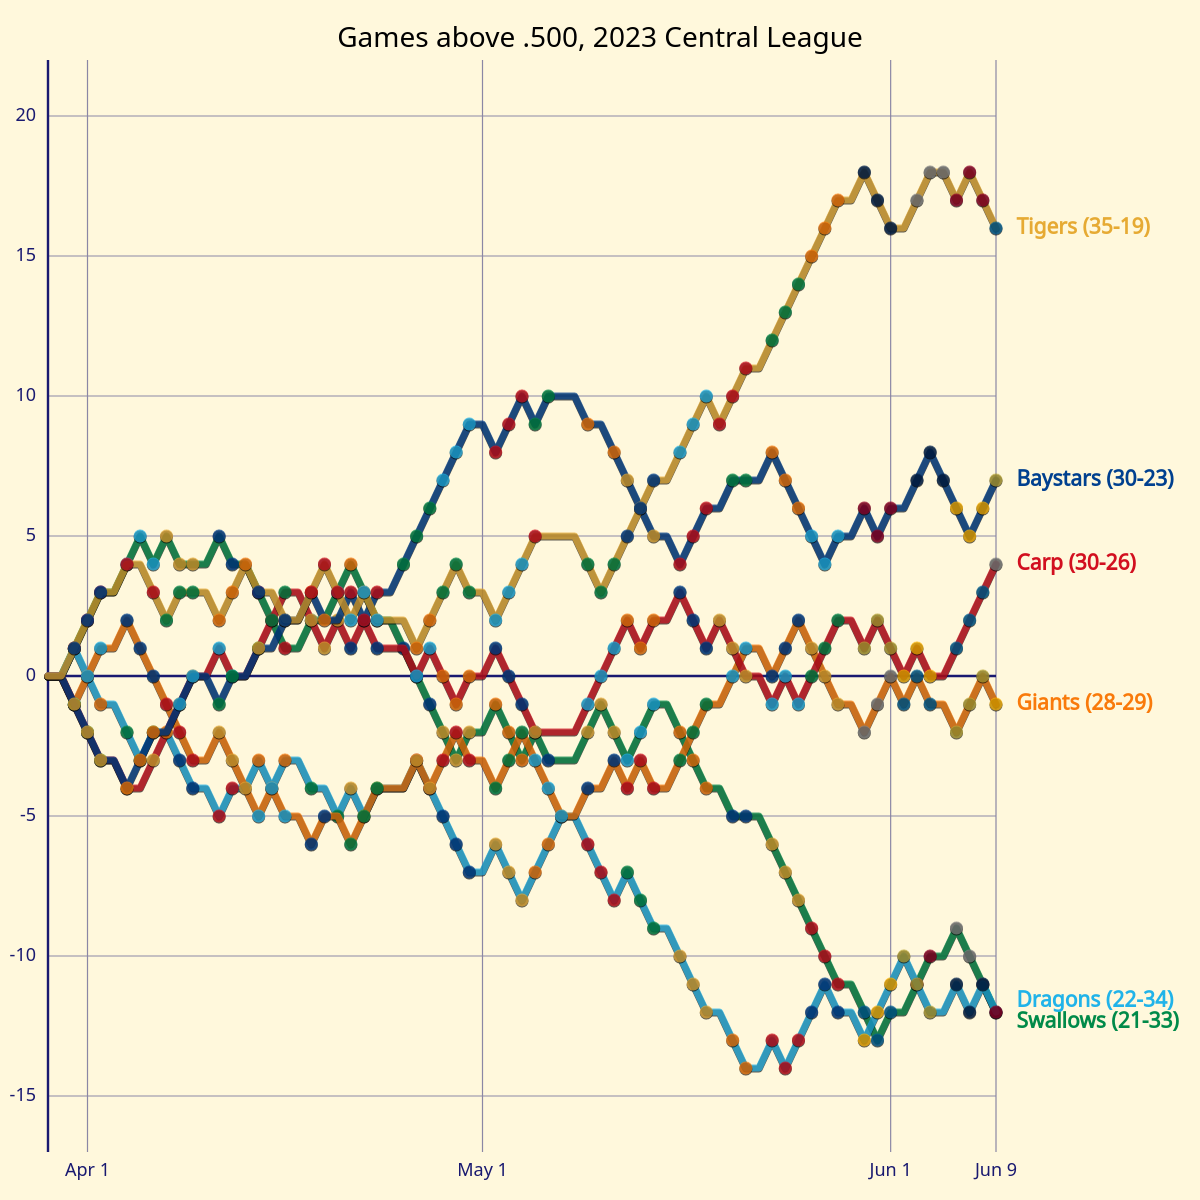 Games above .500, 2023 Central League
20
15
10
5
0
-5
-10
-15
Tigers (35-19)
Baystars (30-23)
Carp (30-26)
Giants (28-29)
Dragons (22-34)
Swallows (21-33)
Apr 1
May 1
Jun 1
Jun 9